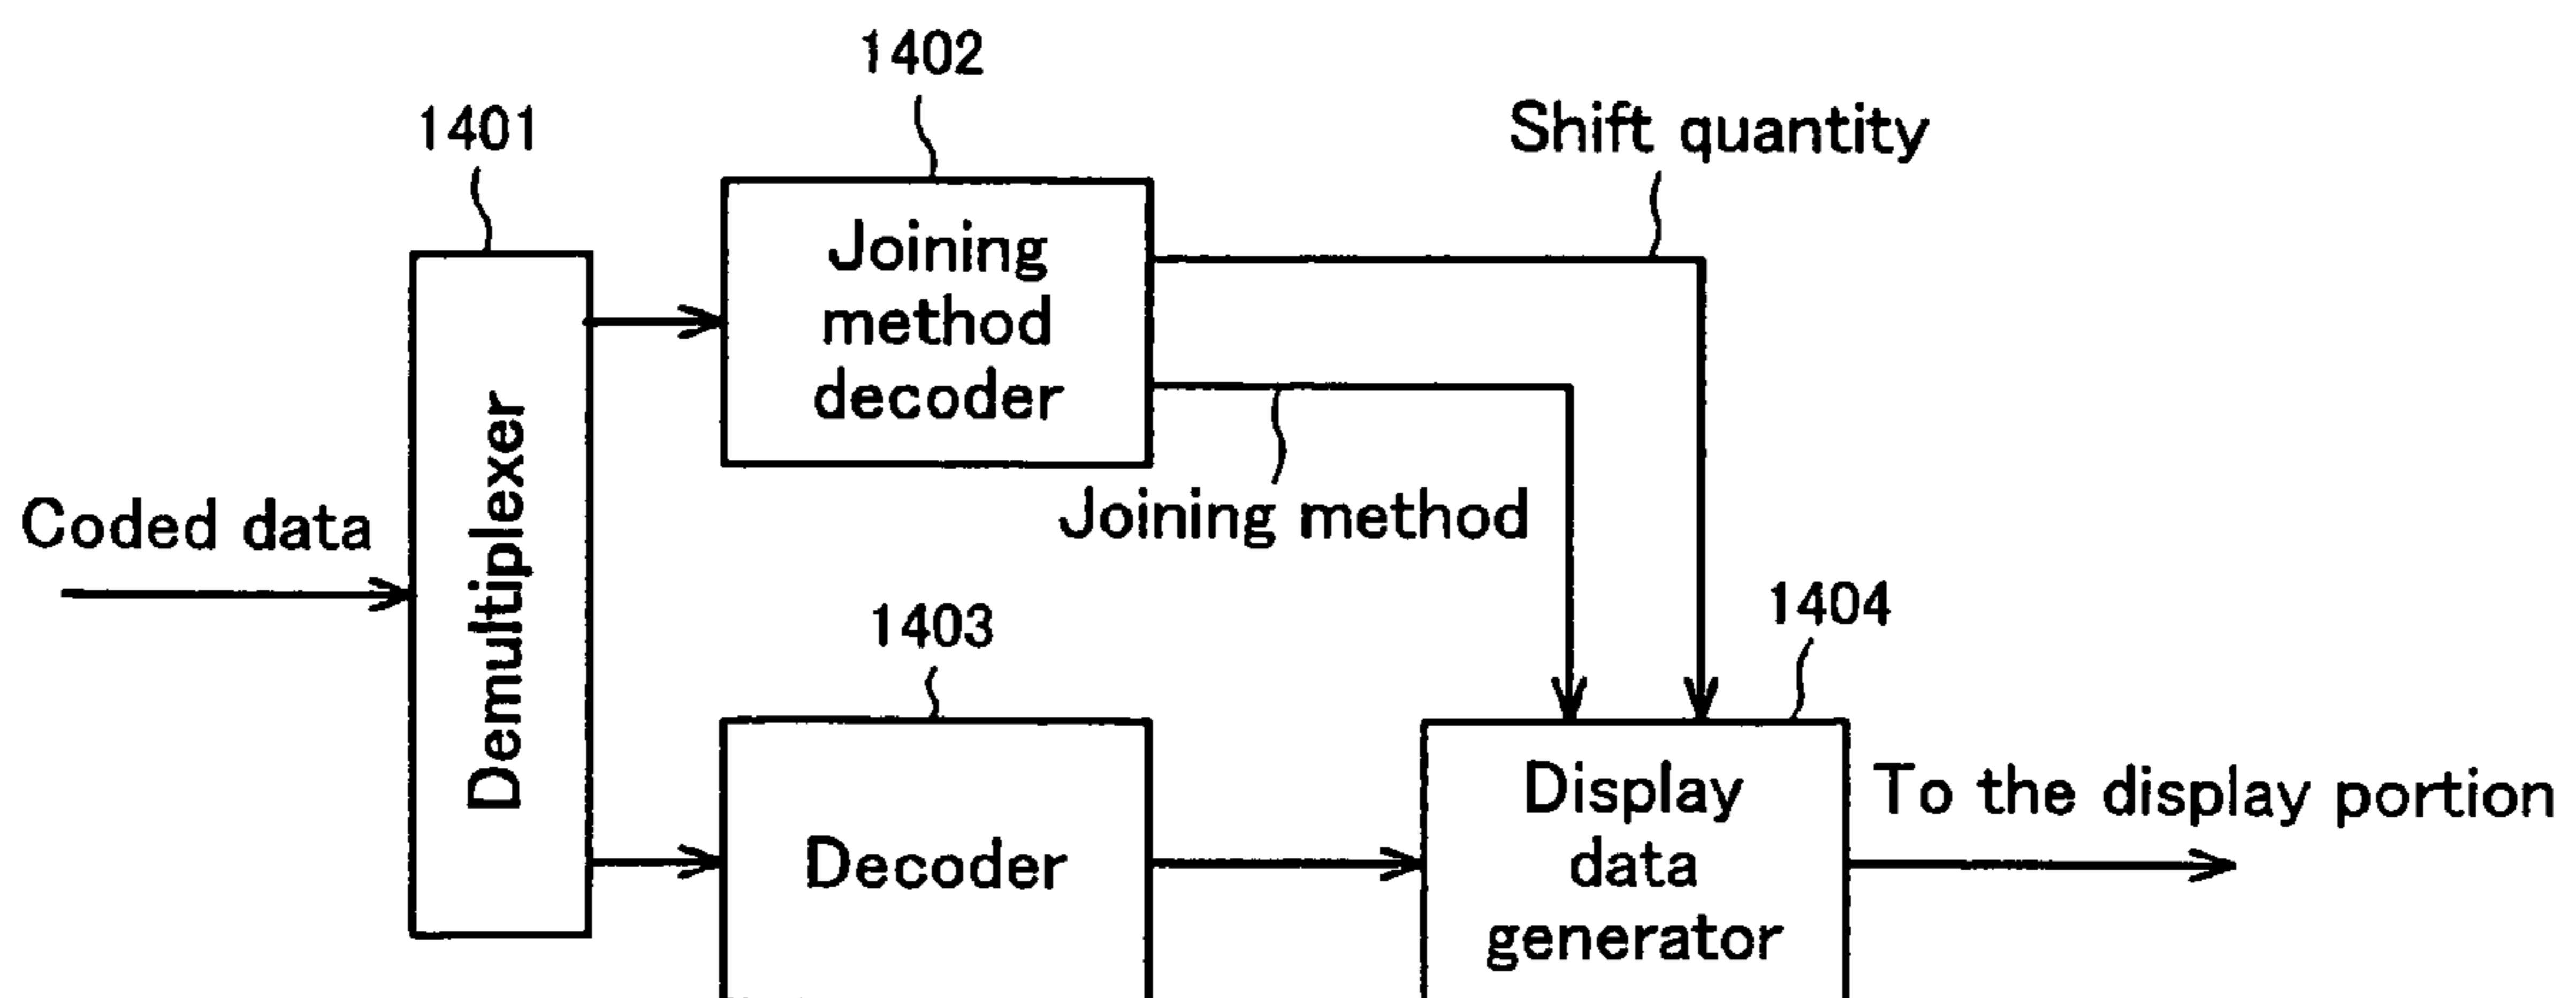 1402
Shift quantity
1401
Joining
method
decoder
Joining method
Coded data
Demultiplexer
1403
1404
Decoder
Display
data
generator
To the display portion